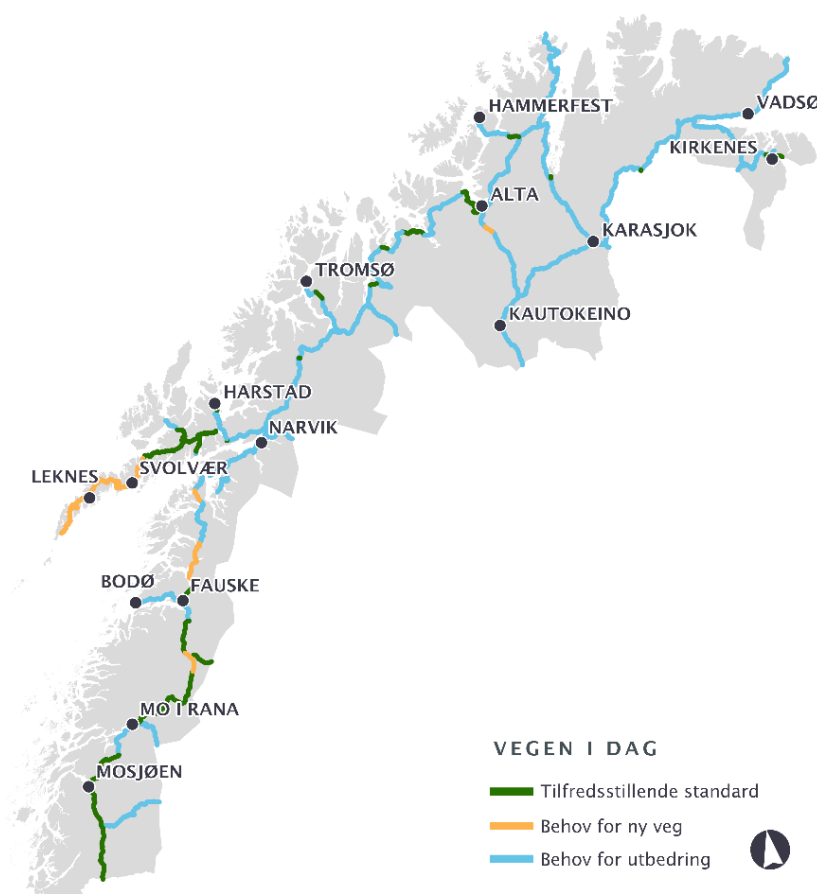 HAMMERFEST
VADSØ
KIRKENES
ALTA
KARASJOK
TROMSØ
KAUTOKEINO
HARSTAD
NARVIK
LEKNES
SVOLVÆR
BODØ
FAUSKE
MO I RANA
MOSJØEN
VEGEN I DAG
Tilfredsstillende standard
Behov for ny veg
Behov for utbedring